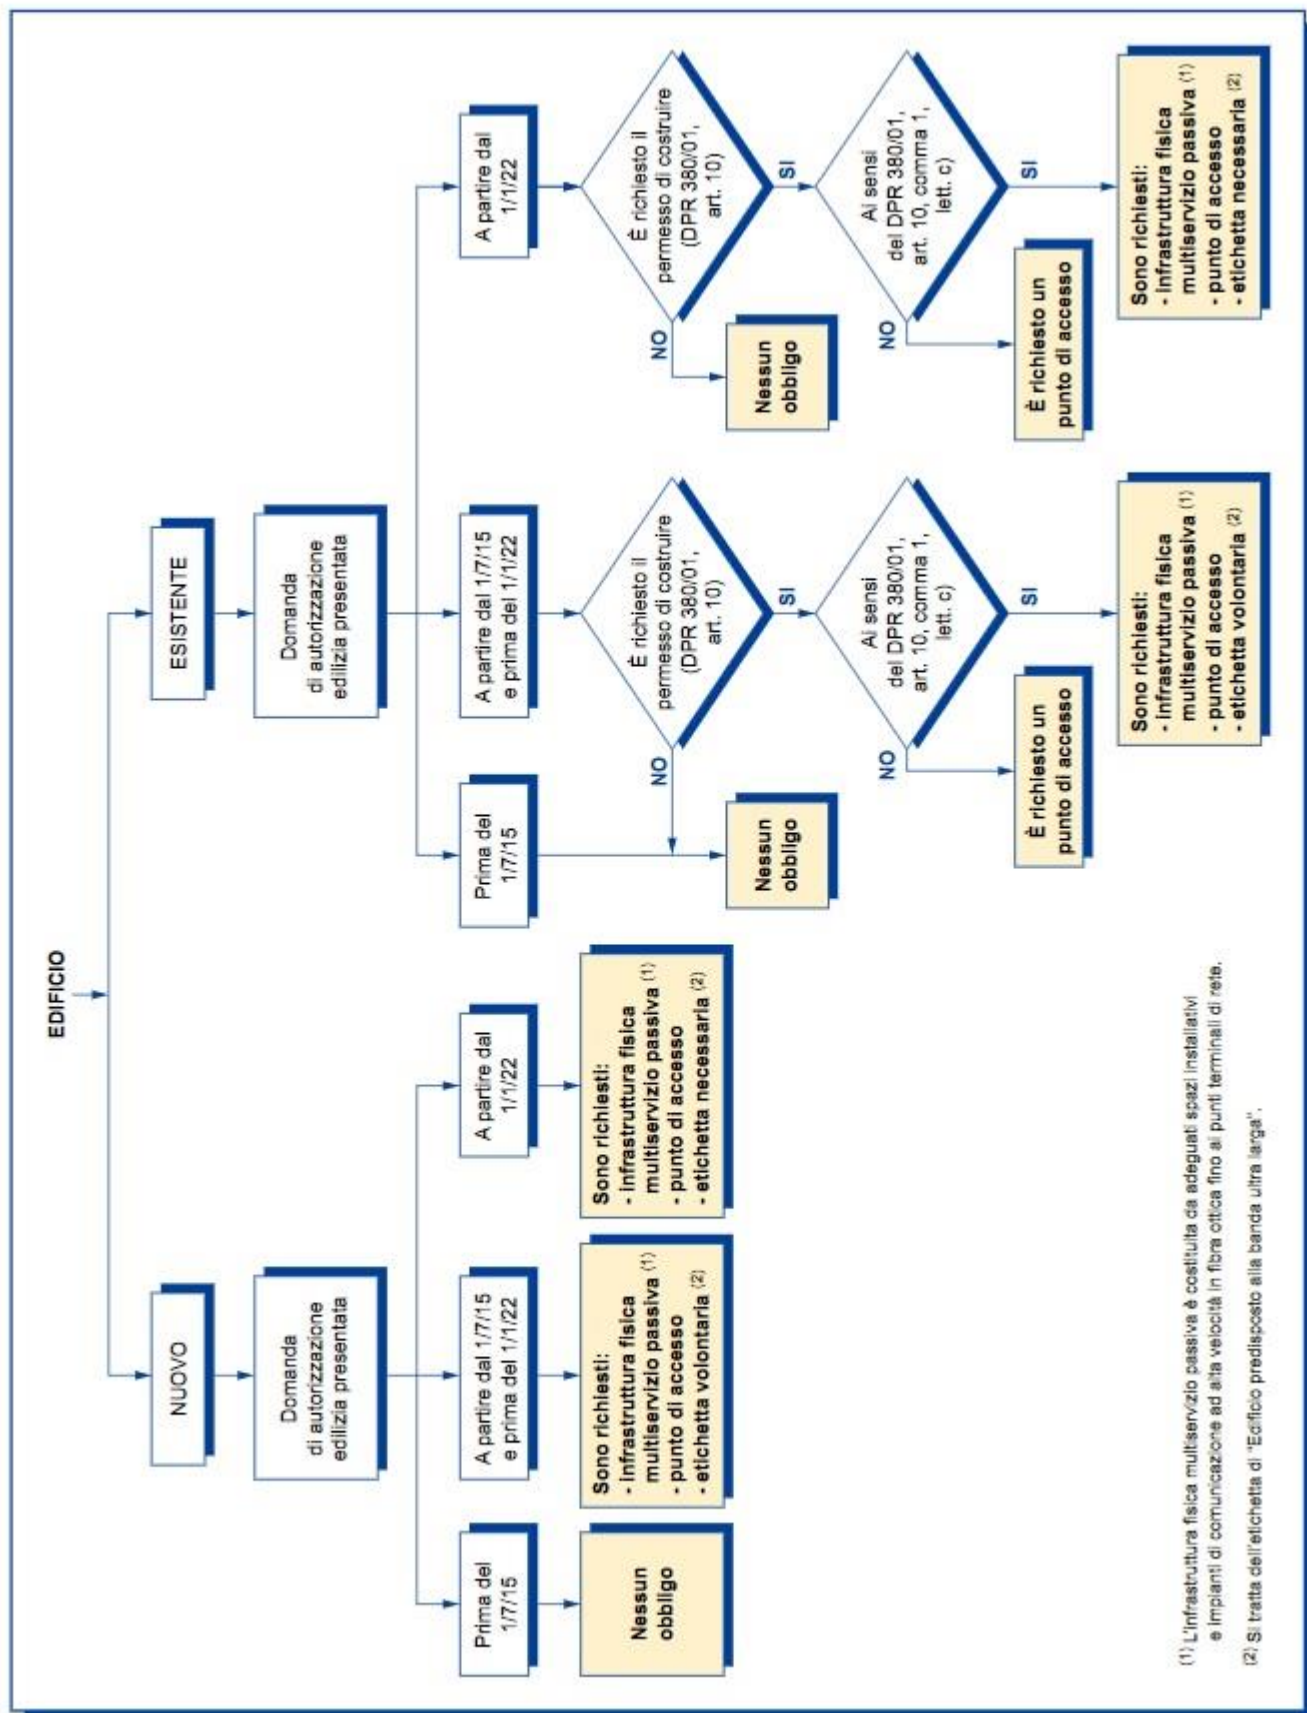 EDIFICIO
NUOVO
Domanda
di autorizzazione
edilizia presentata
Prima del
1/7/15
Nessun
obbligo
A partire dal 1/7/15
e prima del 1/1/22
Sono richiesti:
- infrastruttura fisica
multiservizio passiva (1)
- punto di accesso
- etichetta volontaria (2)
A partire dal
1/1/22
Sono richiesti:
- infrastruttura fisica
multiservizio passiva (1)
- punto di accesso
- etichetta necessaria (2)
ESISTENTE
Domanda
di autorizzazione
edilizia presentata
Prima del
1/7/15
Nessun
obbligo
A partire dal 1/7/15
e prima del 1/1/22
È richiesto il
permesso di costruire
(DPR 380/01,
art. 10)
NO
SI
Ai sensi
del DPR 380/01,
art. 10, comma 1,
lett. c)
NO
È richiesto un
punto di accesso
SI
Sono richiesti:
- infrastruttura fisica
multiservizio passiva (1)
- punto di accesso
- etichetta volontaria (2)
A partire dal
1/1/22
È richiesto il
permesso di costruire
(DPR 380/01,
art. 10)
NO
Nessun
obbligo
SI
Ai sensi
del DPR 380/01,
art. 10, comma 1,
lett. c)
NO
È richiesto un
punto di accesso
SI
Sono richiesti:
- infrastruttura fisica
multiservizio passiva (1)
- punto di accesso
- etichetta necessaria (2)
(1) L'infrastruttura fisica multiservizio passiva è costituita da adeguati spazi installativi
e impianti di comunicazione ad alta velocità in fibra ottica fino ai punti terminali di rete.
(2) Si tratta dell'etichetta di "Edificio predisposto alla banda ultra larga".